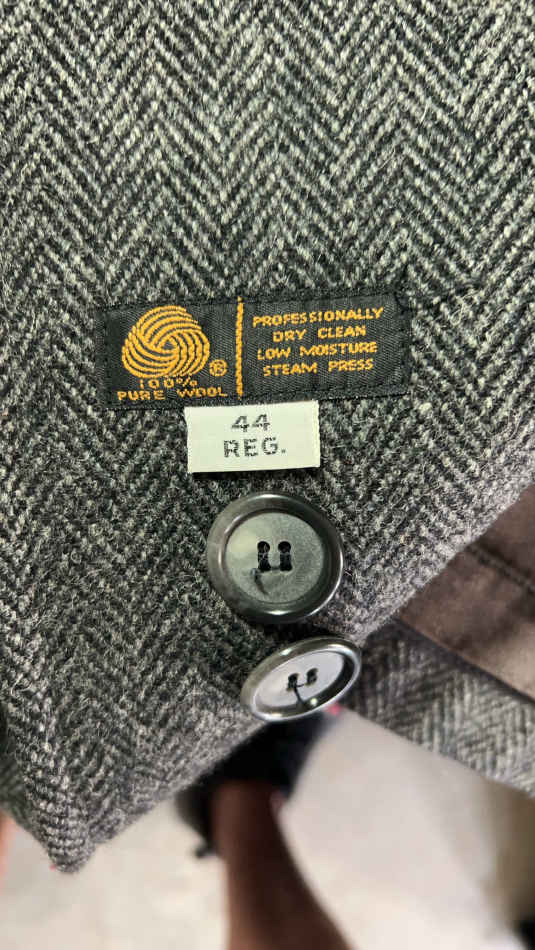 100%
PURE WOOL ®
PROFESSIONALLY
DRY CLEAN
LOW MOISTURE
STEAM PRESS
44
REG.